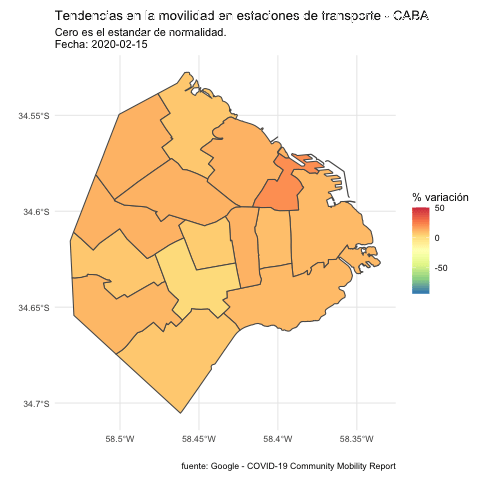 Tendencias en la movilidad en estaciones de transporte - CABA
Cero es el estandar de normalidad.
Fecha: 2020-02-15
34.55°S
34.6°S
34.65°S
34.7°S
58.5°W
58.45°W
58.4°W
58.35°W
% variación
50
0
-50
fuente: Google - COVID-19 Community Mobility Report